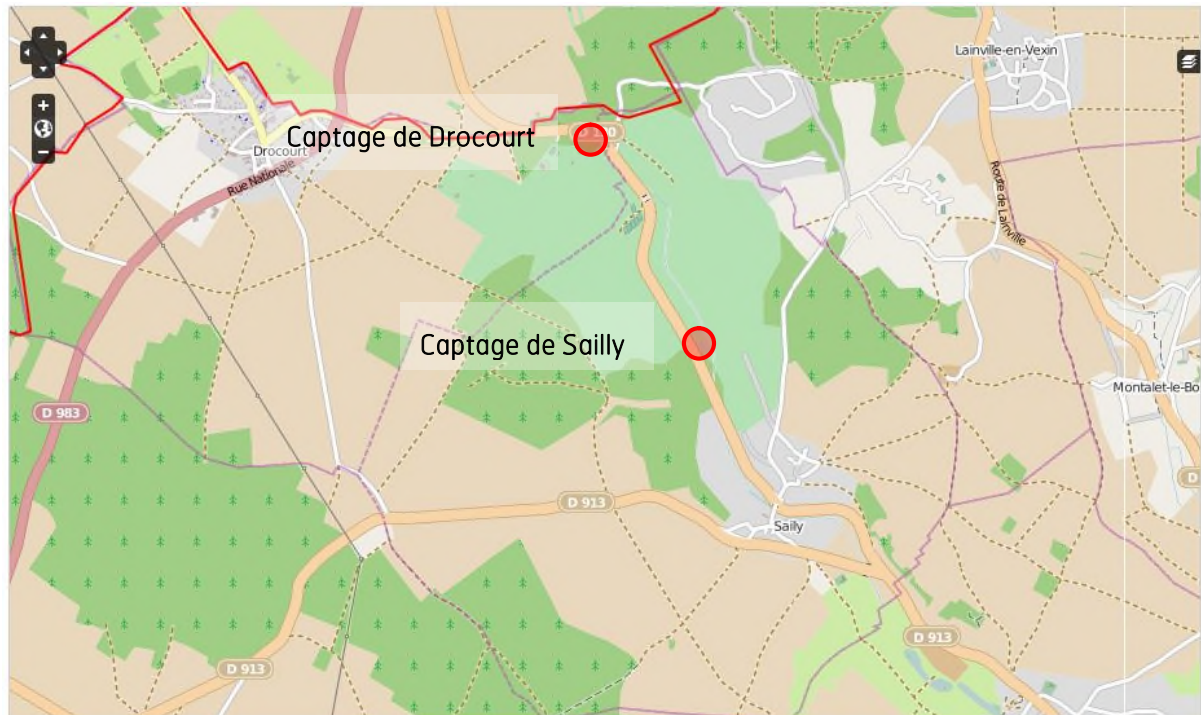 Lainville-en-Vexin
Captage de Drocourt
Drocourt
Rue Nationale
Route de Lainville
Captage de Sailly
Montalet-le-Bo
D 983
D
D 913
Sailly
D 913
D 913